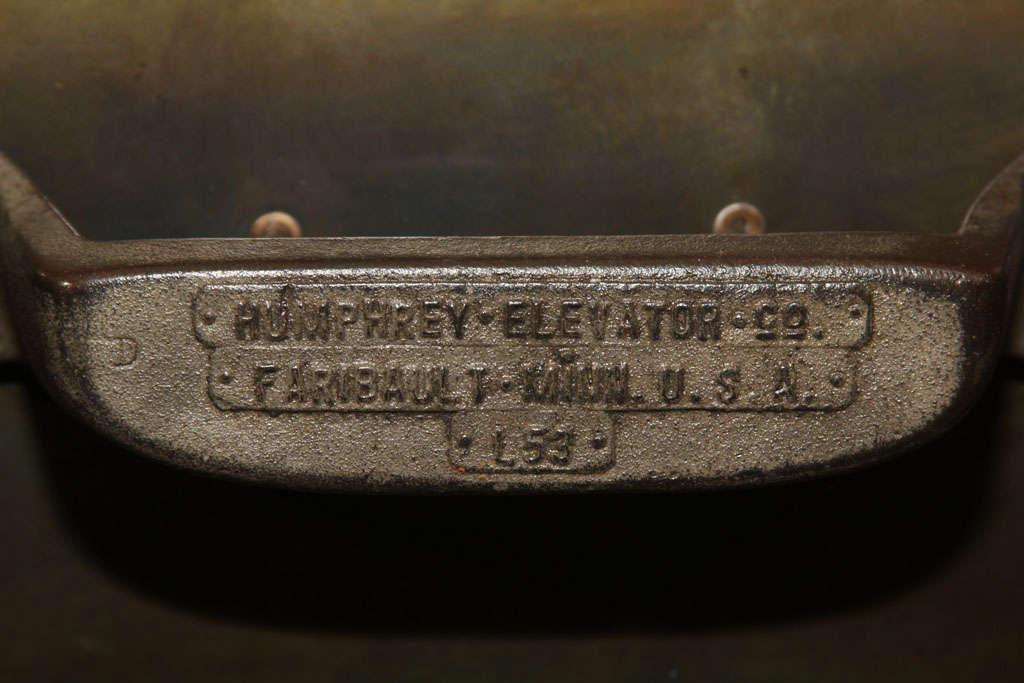 HUMPHREY · ELEVATOR · CO.
FARIBAULT · MINN. U. S. A.
· L53 ·